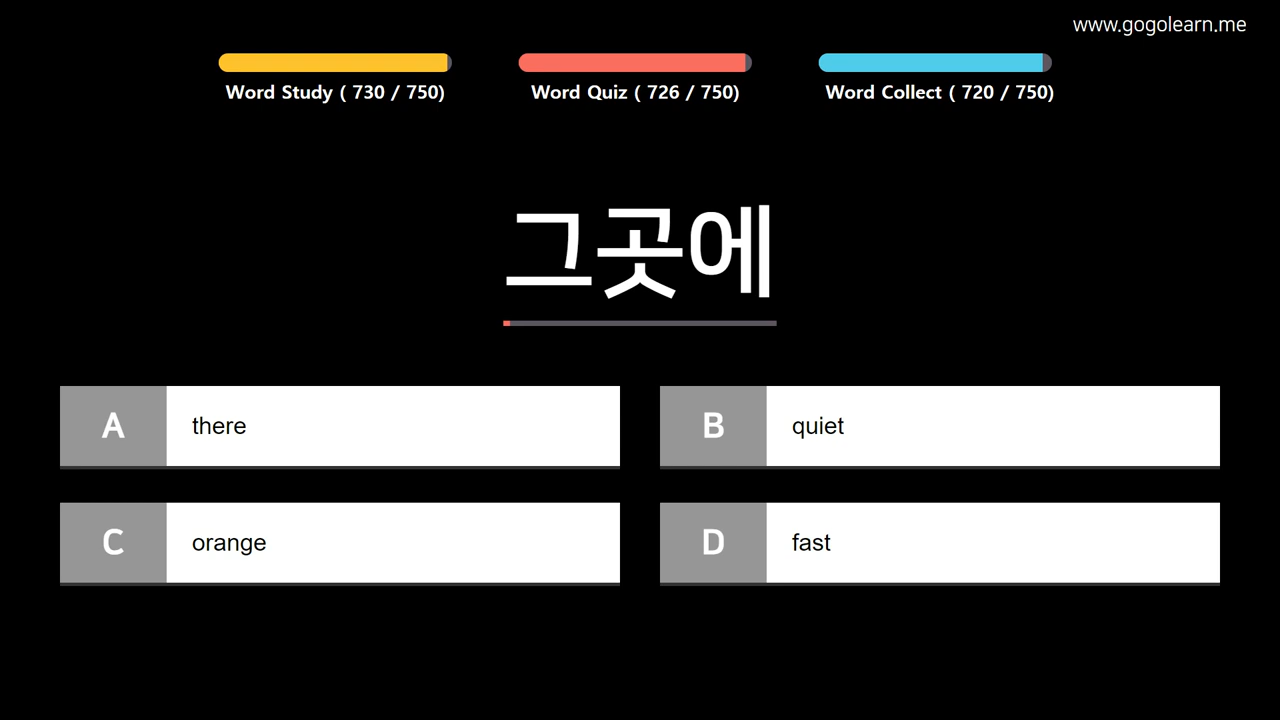 www.gogolearn.me
Word Study ( 730 / 750)
Word Quiz ( 726 / 750)
Word Collect ( 720 / 750)
그곳에
A there
B quiet
C orange
D fast